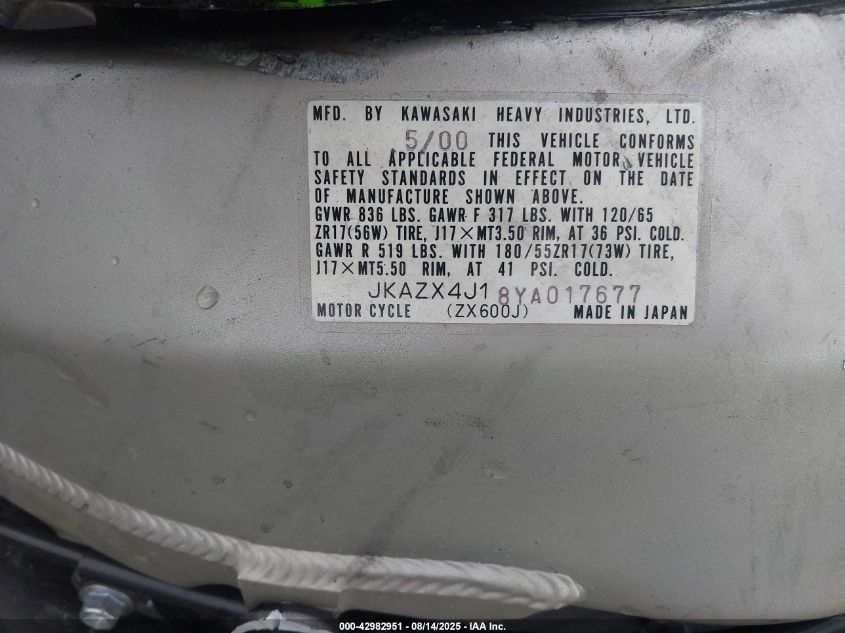 MFD. BY KAWASAKI HEAVY INDUSTRIES, LTD.
5/00 THIS VEHICLE CONFORMS
TO ALL APPLICABLE FEDERAL MOTOR VEHICLE
SAFETY STANDARDS IN EFFECT ON THE DATE
OF MANUFACTURE SHOWN ABOVE.
GVWR 836 LBS. GAWR F 317 LBS. WITH 120/65
ZR17(56W) TIRE, J17×MT3.50 RIM, AT 36 PSI. COLD.
GAWR R 519 LBS. WITH 180/55ZR17(73W) TIRE,
J17×MT5.50 RIM, AT 41 PSI. COLD.
JKAZX4J18YA017677
MOTOR CYCLE (ZX600J) MADE IN JAPAN
000-42982951 - 08/14/2025 - IAA Inc.